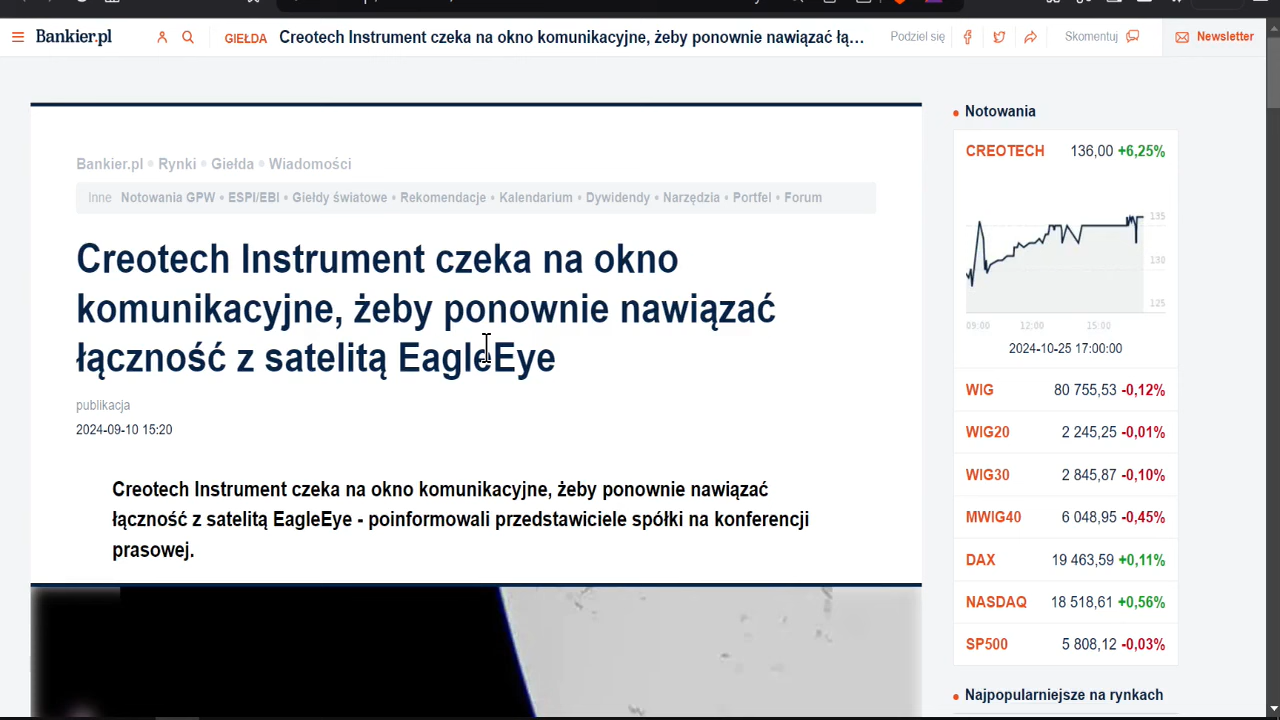 Bankier.pl
GIEŁDA Creotech Instrument czeka na okno komunikacyjne, żeby ponownie nawiązać łą...
Podziel się
Skomentuj
Newsletter
Bankier.pl Rynki Giełda Wiadomości
Inne Notowania GPW • ESPI/EBI • Giełdy światowe • Rekomendacje • Kalendarium • Dywidendy • Narzędzia • Portfel • Forum
Creotech Instrument czeka na okno
komunikacyjne, żeby ponownie nawiązać
łączność z satelitą EagleEye
publikacja
2024-09-10 15:20
Creotech Instrument czeka na okno komunikacyjne, żeby ponownie nawiązać
łączność z satelitą EagleEye - poinformowali przedstawiciele spółki na konferencji
prasowej.
Notowania
CREOTECH 136,00 +6,25%
135
130
125
09:00 12:00 15:00
2024-10-25 17:00:00
WIG 80 755,53 -0,12%
WIG20 2 245,25 -0,01%
WIG30 2 845,87 -0,10%
MWIG40 6 048,95 -0,45%
DAX 19 463,59 +0,11%
NASDAQ 18 518,61 +0,56%
SP500 5 808,12 -0,03%
Najpopularniejsze na rynkach